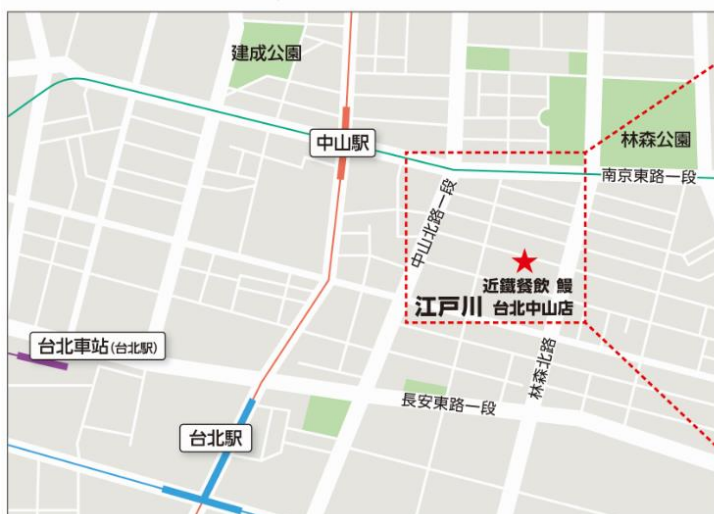 建成公園
中山駅
林森公園
南京東路一段
中山北路一段
近鐵餐飲 鰻
江戸川 台北中山店
台北車站(台北駅)
林森北路
長安東路一段
台北駅